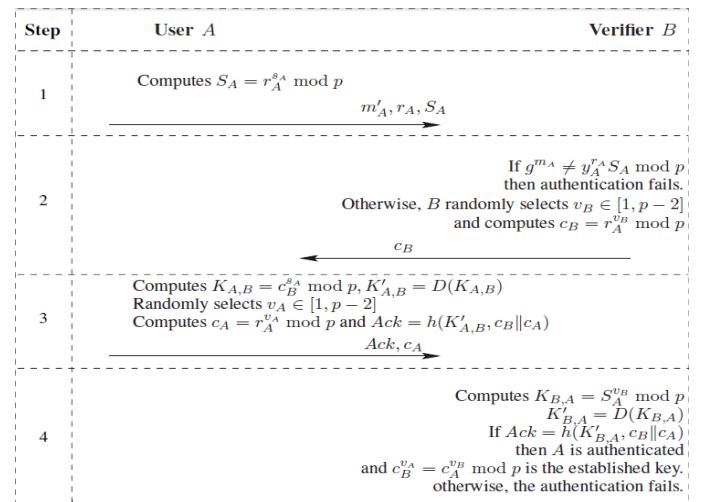 Step User A Verifier B
1
Computes S_A = r_A^{s_A} mod p
m'_A, r_A, S_A
2
If g^{m_A} ≠ y_A^{r_A} S_A mod p
then authentication fails.
Otherwise, B randomly selects v_B ∈ [1, p − 2]
and computes c_B = r_A^{v_B} mod p
c_B
3
Computes K_{A,B} = c_B^{s_A} mod p, K'_{A,B} = D(K_{A,B})
Randomly selects v_A ∈ [1, p − 2]
Computes c_A = r_A^{v_A} mod p and Ack = h(K'_{A,B}, c_B||c_A)
Ack, c_A
4
Computes K_{B,A} = S_A^{v_B} mod p
K'_{B,A} = D(K_{B,A})
If Ack = h(K'_{B,A}, c_B||c_A)
then A is authenticated
and c_B^{v_A} = c_A^{v_B} mod p is the established key.
otherwise, the authentication fails.